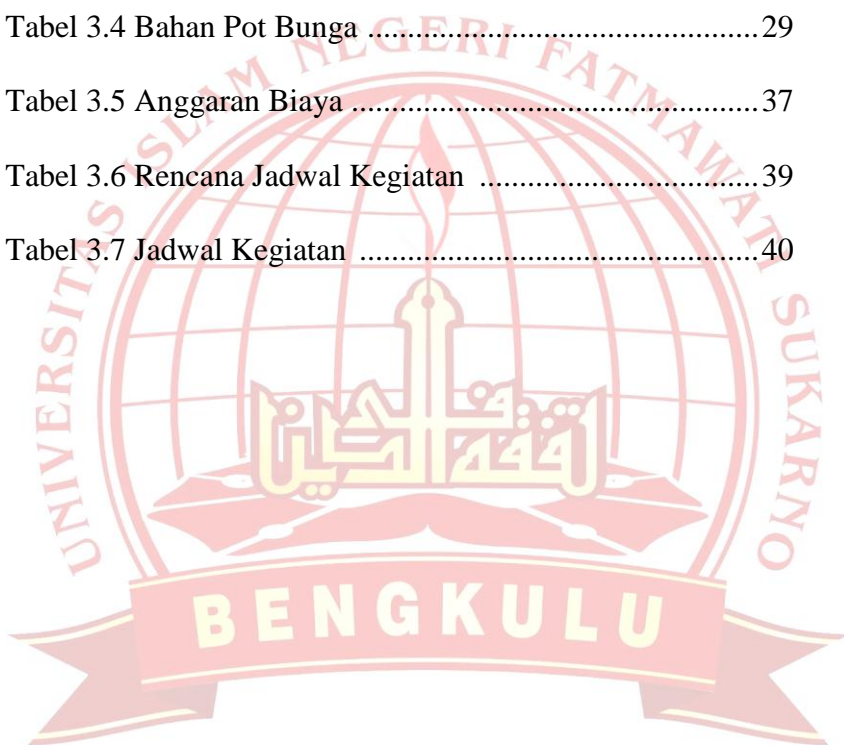 Tabel 3.4 Bahan Pot Bunga .................................................29
Tabel 3.5 Anggaran Biaya ...................................................37
Tabel 3.6 Rencana Jadwal Kegiatan ...................................39
Tabel 3.7 Jadwal Kegiatan ..................................................40
UNIVERSITAS ISLAM NEGERI FATMAWATI SUKARNO
BENGKULU